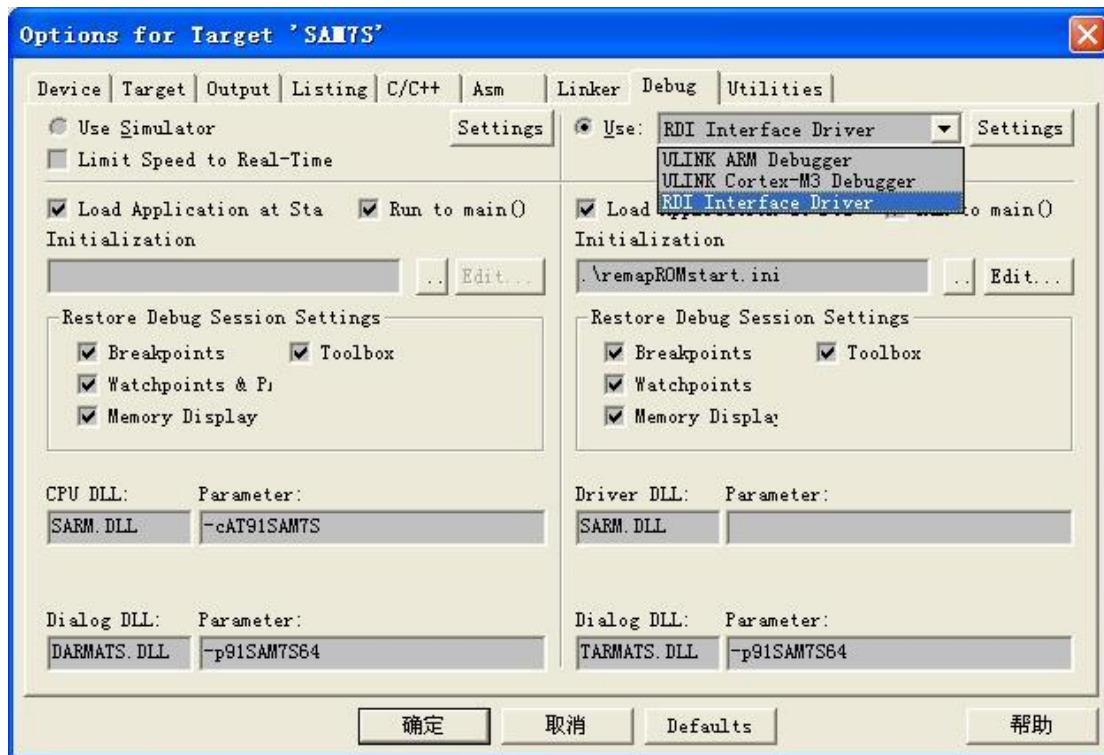 Options for Target 'SAM7S'
Device Target Output Listing C/C++ Asm Linker Debug Utilities
Use Simulator Settings Use: RDI Interface Driver Settings
Limit Speed to Real-Time ULINK ARM Debugger
ULINK Cortex-M3 Debugger
RDI Interface Driver
Load Application at Sta Run to main() Load to main()
Initialization Initialization
.. Edit... .\remapROMstart.ini .. Edit...
Restore Debug Session Settings Restore Debug Session Settings
Breakpoints Toolbox Breakpoints Toolbox
Watchpoints & Watchpoints
Memory Display Memory Display
CPU DLL: Parameter: Driver DLL: Parameter:
SARM.DLL -cAT91SAM7S SARM.DLL
Dialog DLL: Parameter: Dialog DLL: Parameter:
DARMATS.DLL -p91SAM7S64 TARMATS.DLL -p91SAM7S64
确定 取消 Defaults 帮助